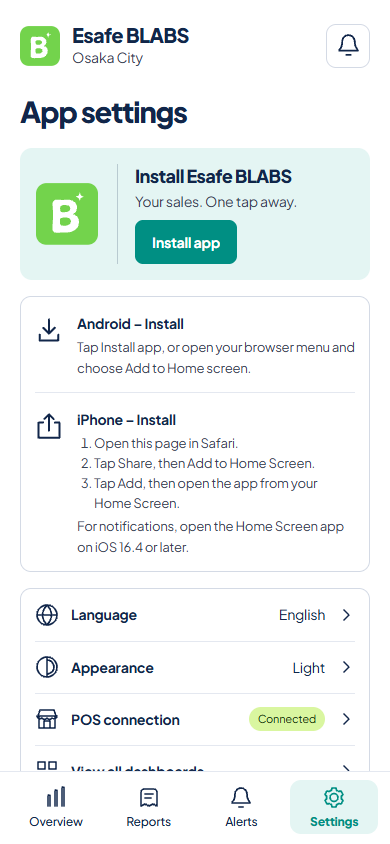 B
Esafe BLABS
Osaka City
App settings
B
Install Esafe BLABS
Your sales. One tap away.
Install app
Android – Install
Tap Install app, or open your browser menu and
choose Add to Home screen.
iPhone – Install
1. Open this page in Safari.
2. Tap Share, then Add to Home Screen.
3. Tap Add, then open the app from your
Home Screen.
For notifications, open the Home Screen app
on iOS 16.4 or later.
Language English
Appearance Light
POS connection Connected
View all dashboards
Overview Reports Alerts Settings